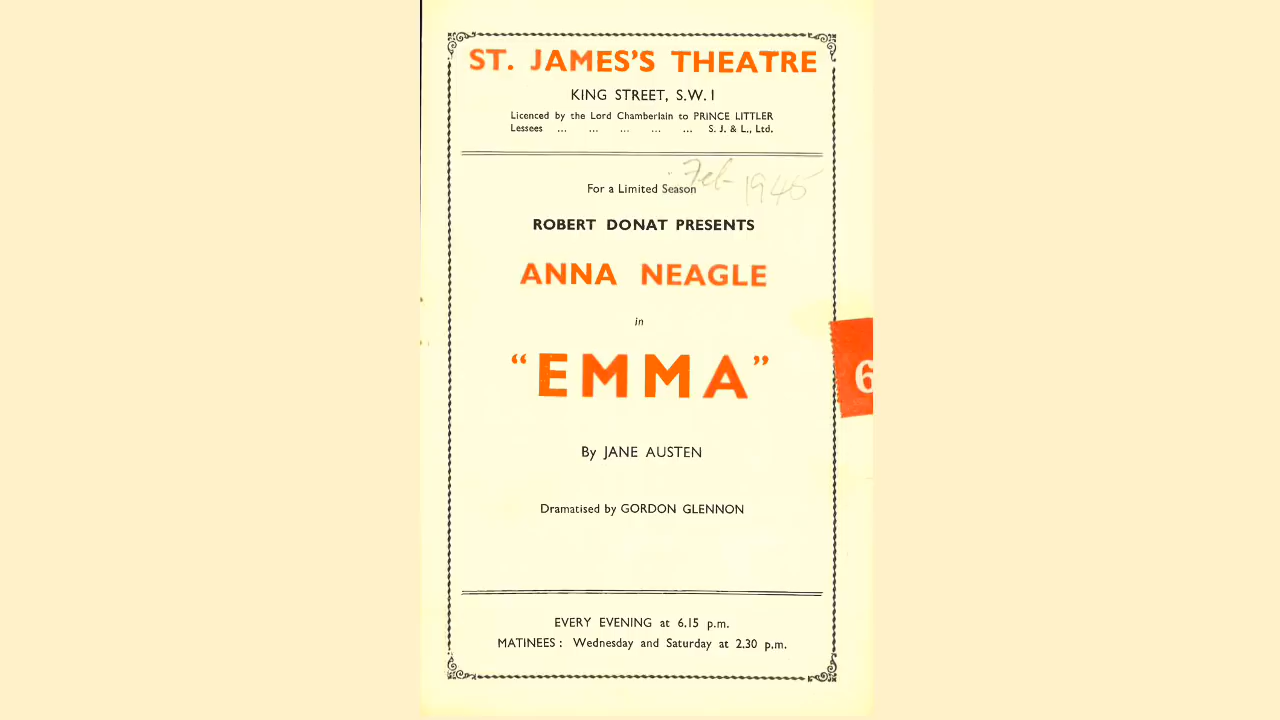 ST. JAMES'S THEATRE
KING STREET, S.W.1
Licenced by the Lord Chamberlain to PRINCE LITTLER
Lessees ... ... ... ... ... S. J. & L., Ltd.
Feb 1945
For a Limited Season
ROBERT DONAT PRESENTS
ANNA NEAGLE
in
"EMMA"
6
By JANE AUSTEN
Dramatised by GORDON GLENNON
EVERY EVENING at 6.15 p.m.
MATINEES : Wednesday and Saturday at 2.30 p.m.